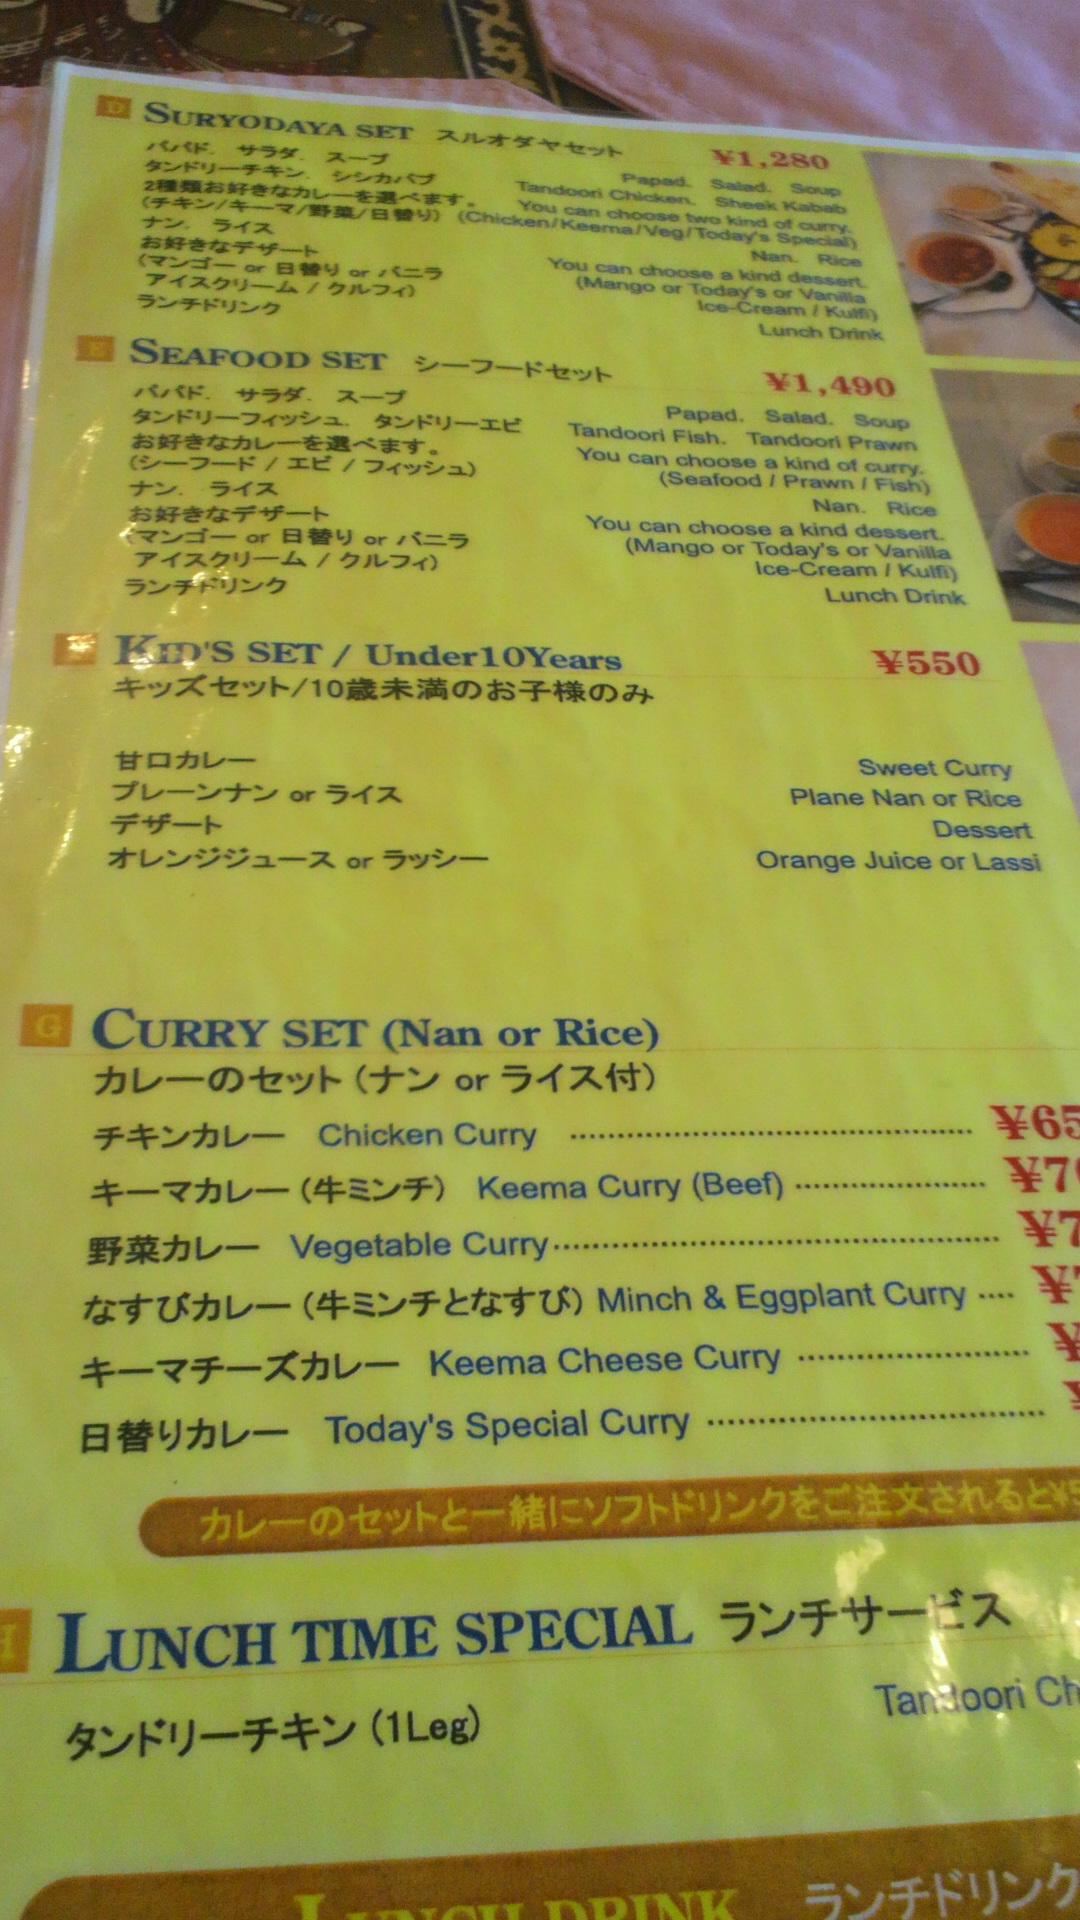 D SURYODAYA SET スルオダヤセット ¥1,280
パパド. サラダ. スープ Papad. Salad. Soup
タンドリーチキン. シシカバブ Tandoori Chicken. Sheek Kabab
2種類お好きなカレーを選べます。 You can choose two kind of curry.
(チキン/キーマ/野菜/日替り) (Chicken/Keema/Veg/Today's Special)
ナン. ライス Nan. Rice
お好きなデザート You can choose a kind dessert.
(マンゴー or 日替り or バニラ (Mango or Today's or Vanilla
アイスクリーム / クルフィ) Ice-Cream / Kulfi)
ランチドリンク Lunch Drink
E SEAFOOD SET シーフードセット ¥1,490
パパド. サラダ. スープ Papad. Salad. Soup
タンドリーフィッシュ. タンドリーエビ Tandoori Fish. Tandoori Prawn
お好きなカレーを選べます。 You can choose a kind of curry.
(シーフード / エビ / フィッシュ) (Seafood / Prawn / Fish)
ナン. ライス Nan. Rice
お好きなデザート You can choose a kind dessert.
(マンゴー or 日替り or バニラ (Mango or Today's or Vanilla
アイスクリーム / クルフィ) Ice-Cream / Kulfi)
ランチドリンク Lunch Drink
KID'S SET / Under10Years ¥550
キッズセット/10歳未満のお子様のみ
甘口カレー Sweet Curry
プレーンナン or ライス Plane Nan or Rice
デザート Dessert
オレンジジュース or ラッシー Orange Juice or Lassi
G CURRY SET (Nan or Rice)
カレーのセット (ナン or ライス付)
チキンカレー Chicken Curry ¥65
キーマカレー (牛ミンチ) Keema Curry (Beef) ¥7
野菜カレー Vegetable Curry ¥7
なすびカレー (牛ミンチとなすび) Minch & Eggplant Curry ¥
キーマチーズカレー Keema Cheese Curry ¥
日替りカレー Today's Special Curry
カレーのセットと一緒にソフトドリンクをご注文されると¥5
H LUNCH TIME SPECIAL ランチサービス
タンドリーチキン (1Leg) Tandoori Ch
LUNCH DRINK ランチドリンク